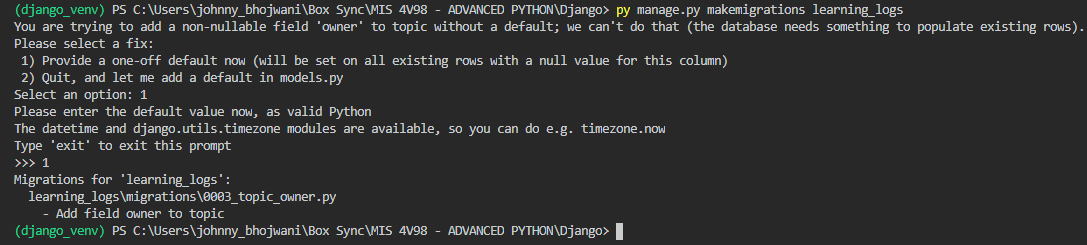 (django_venv) PS C:\Users\johnny_bhojwani\Box Sync\MIS 4V98 - ADVANCED PYTHON\Django> py manage.py makemigrations learning_logs
You are trying to add a non-nullable field 'owner' to topic without a default; we can't do that (the database needs something to populate existing rows).
Please select a fix:
 1) Provide a one-off default now (will be set on all existing rows with a null value for this column)
 2) Quit, and let me add a default in models.py
Select an option: 1
Please enter the default value now, as valid Python
The datetime and django.utils.timezone modules are available, so you can do e.g. timezone.now
Type 'exit' to exit this prompt
>>> 1
Migrations for 'learning_logs':
  learning_logs\migrations\0003_topic_owner.py
    - Add field owner to topic
(django_venv) PS C:\Users\johnny_bhojwani\Box Sync\MIS 4V98 - ADVANCED PYTHON\Django>